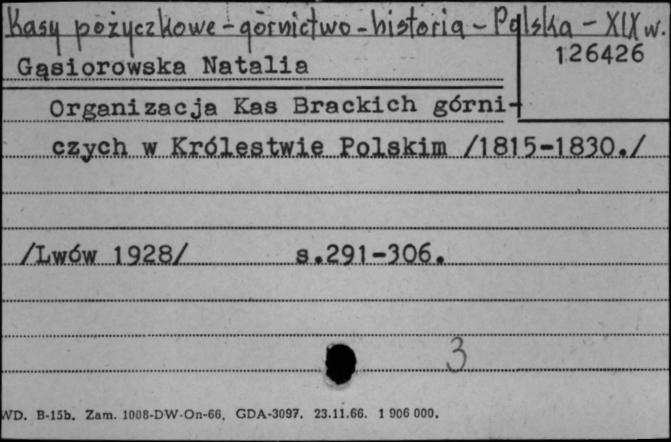 Kasy pożyczkowe - górnictwo - historia - Polska - XIX w.
126426
Gąsiorowska Natalia
Organizacja Kas Brackich górni-
czych w Królestwie Polskim /1815-1830./
/Lwów 1928/ s.291-306.
3
WD. B-15b. Zam. 1008-DW-On-66. GDA-3097. 23.11.66. 1 906 000.